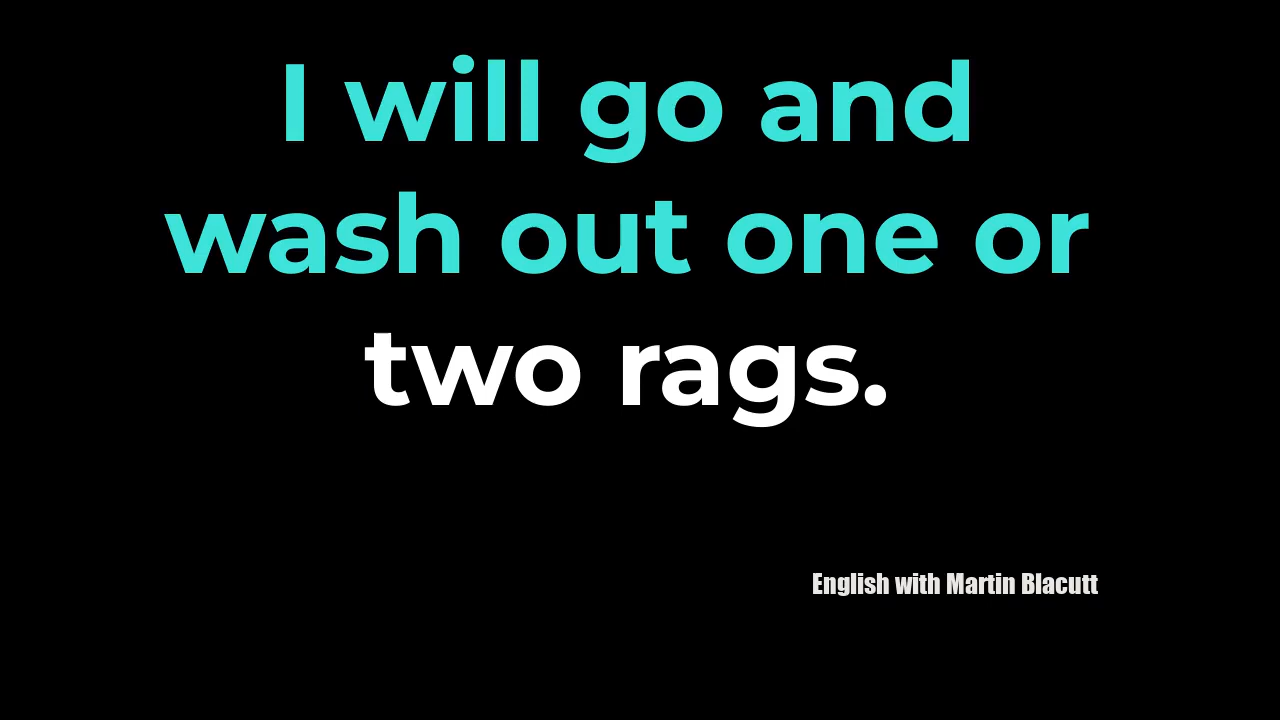 I will go and
wash out one or
two rags.
English with Martin Blacutt